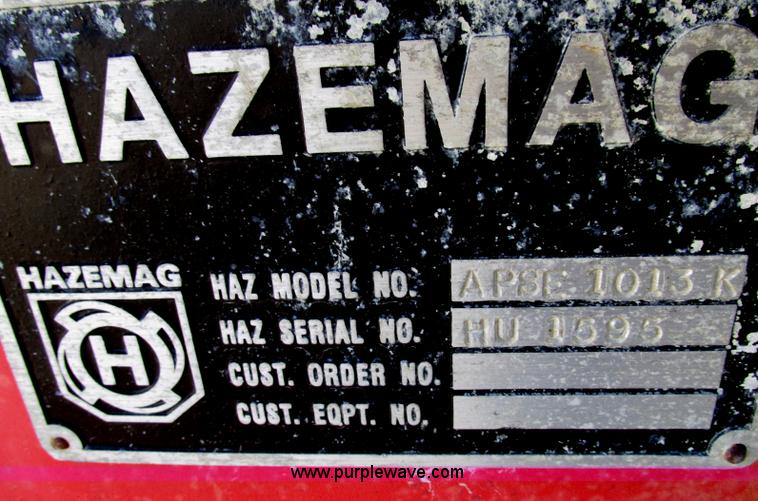 HAZEMAG
HAZEMAG
H
HAZ MODEL NO. APSE 1013 K
HAZ SERIAL NO. HU 1595
CUST. ORDER NO.
CUST. EQPT. NO.
www.purplewave.com